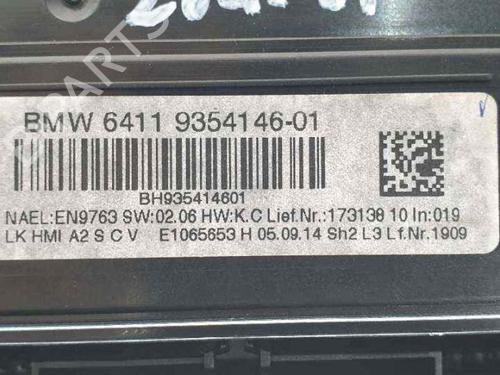 BMW 6411 9354146-01
BH935414601
NAEL:EN9763 SW:02.06 HW:K.C Lief.Nr.:173138 10 In:019
LK HMI A2 S C V E1065653 H 05.09.14 Sh2 L3 Lf.Nr.1909